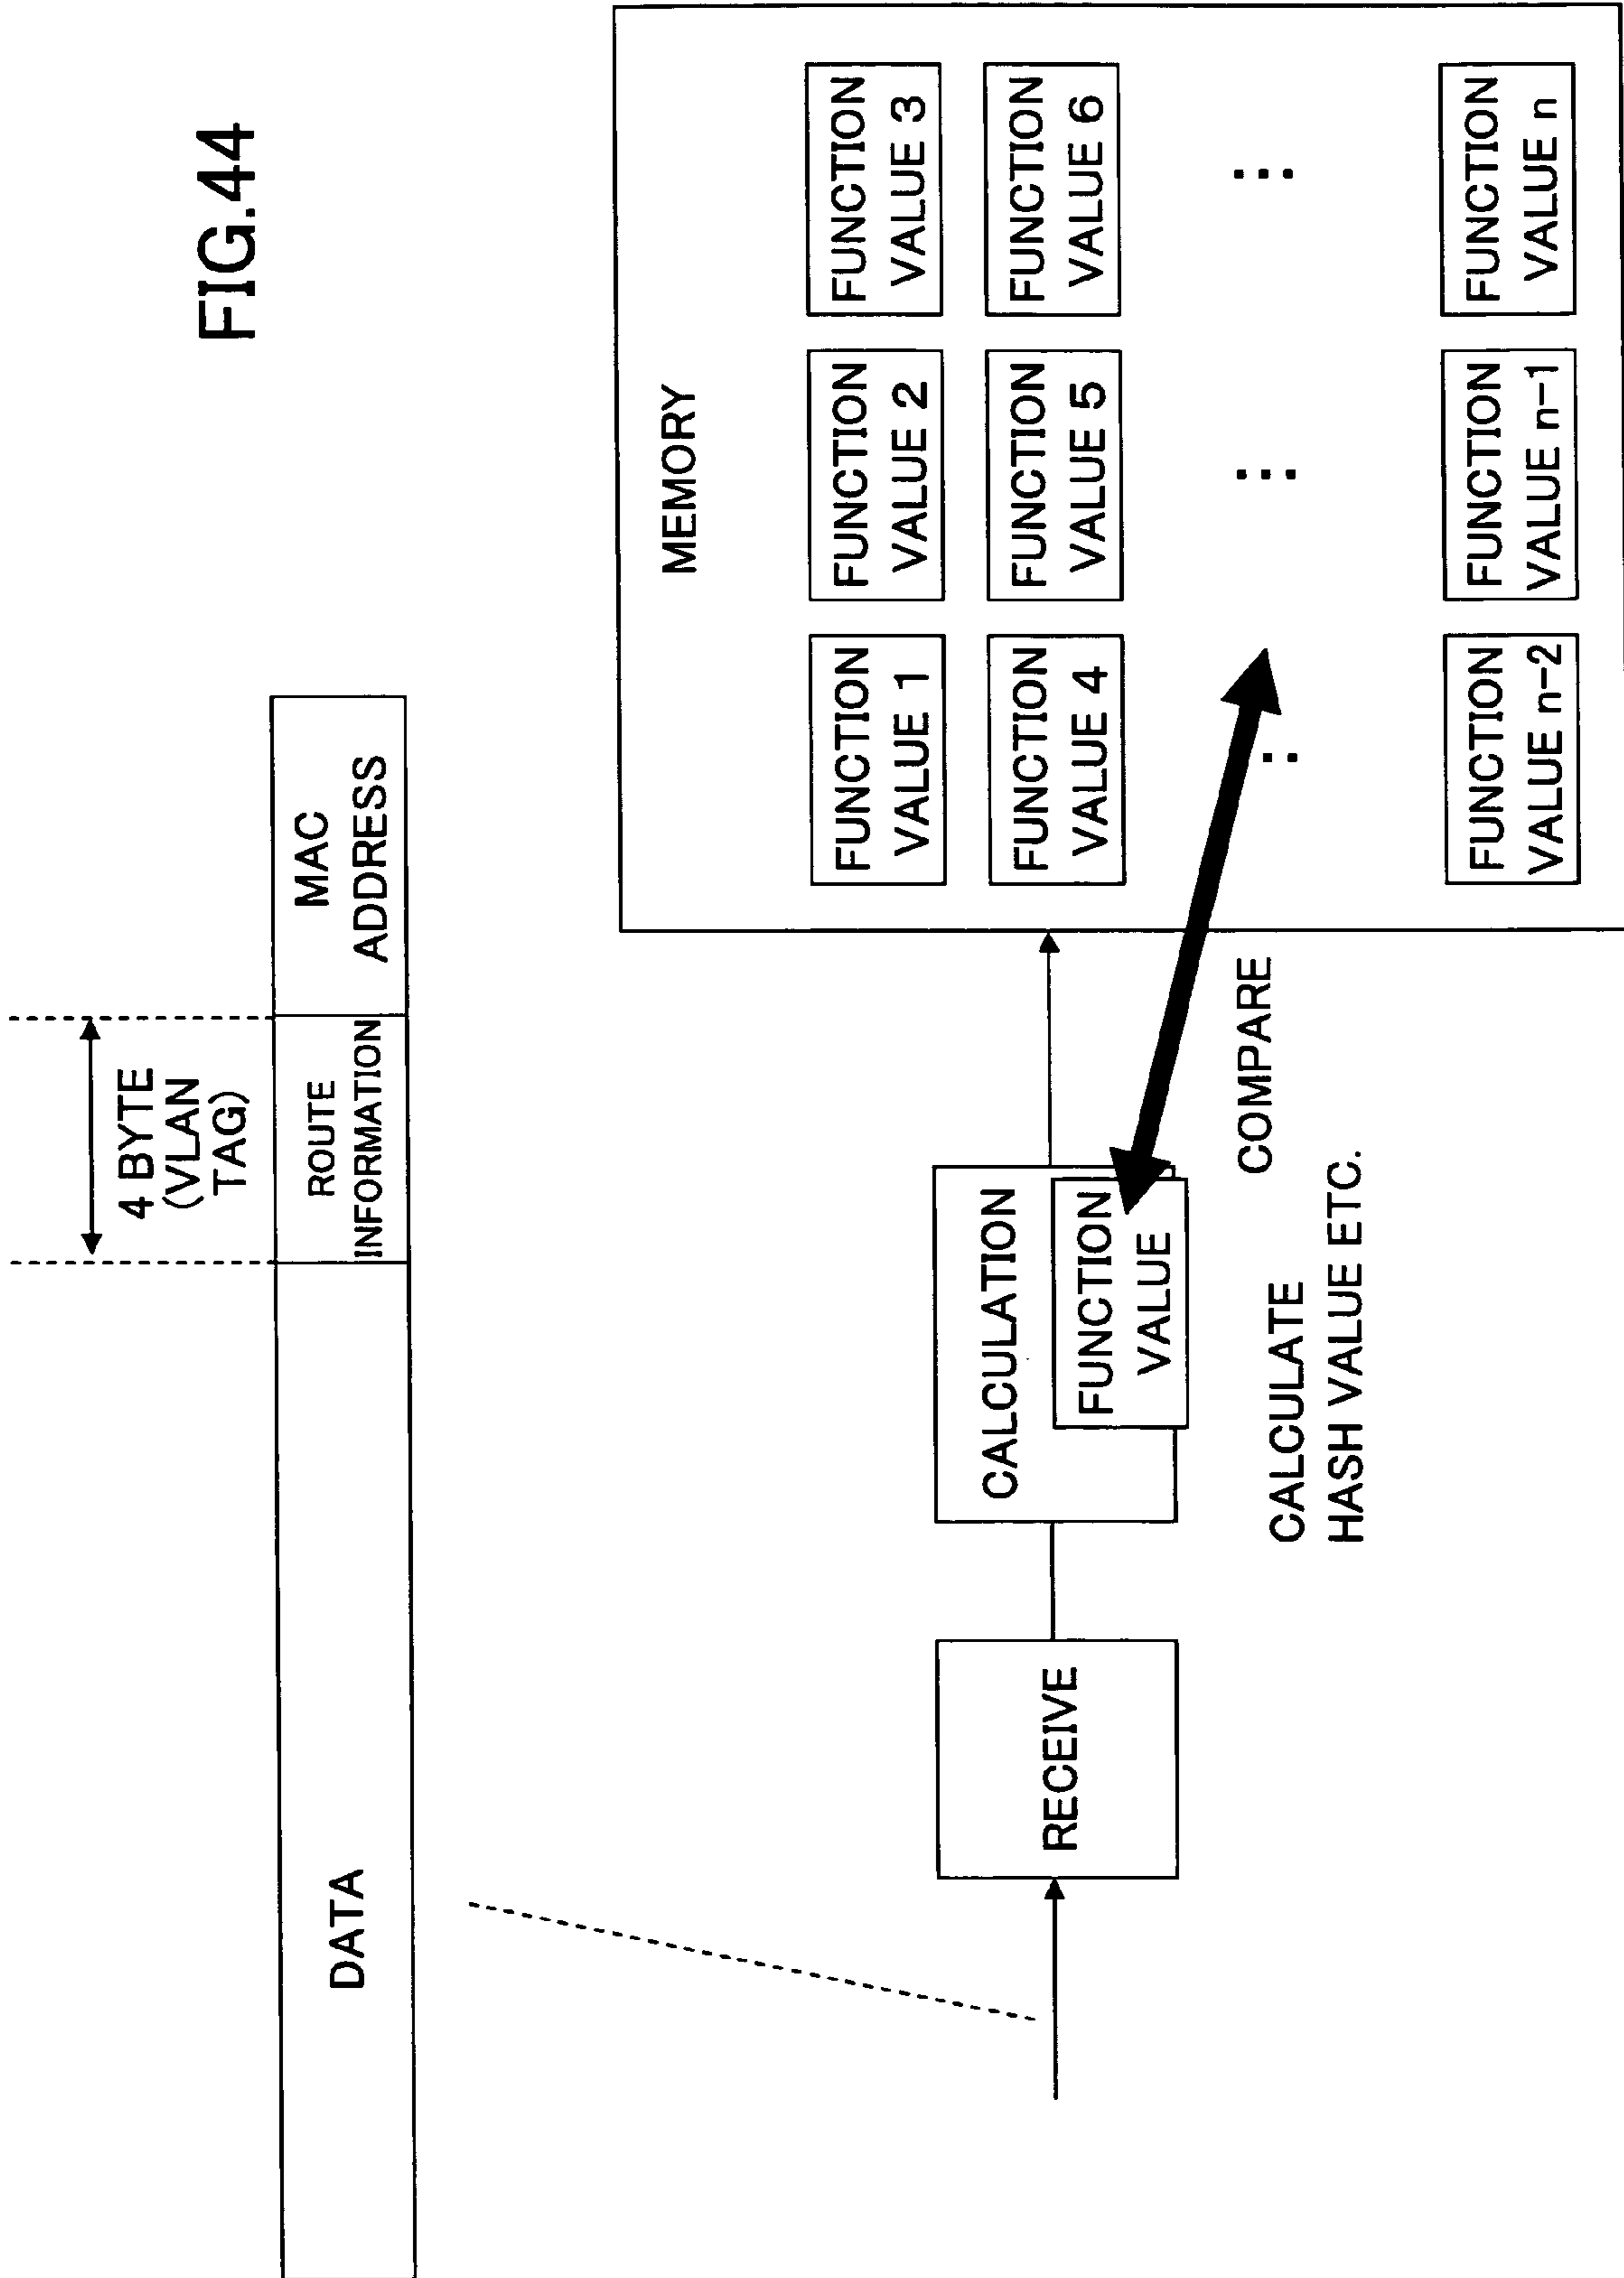 FIG.44
4 BYTE
(VLAN
TAG)
DATA
ROUTE
INFORMATION
MAC
ADDRESS
RECEIVE
CALCULATION
FUNCTION
VALUE
COMPARE
CALCULATE
HASH VALUE ETC.
MEMORY
FUNCTION
VALUE 1
FUNCTION
VALUE 2
FUNCTION
VALUE 3
FUNCTION
VALUE 4
FUNCTION
VALUE 5
FUNCTION
VALUE 6
FUNCTION
VALUE n-2
FUNCTION
VALUE n-1
FUNCTION
VALUE n